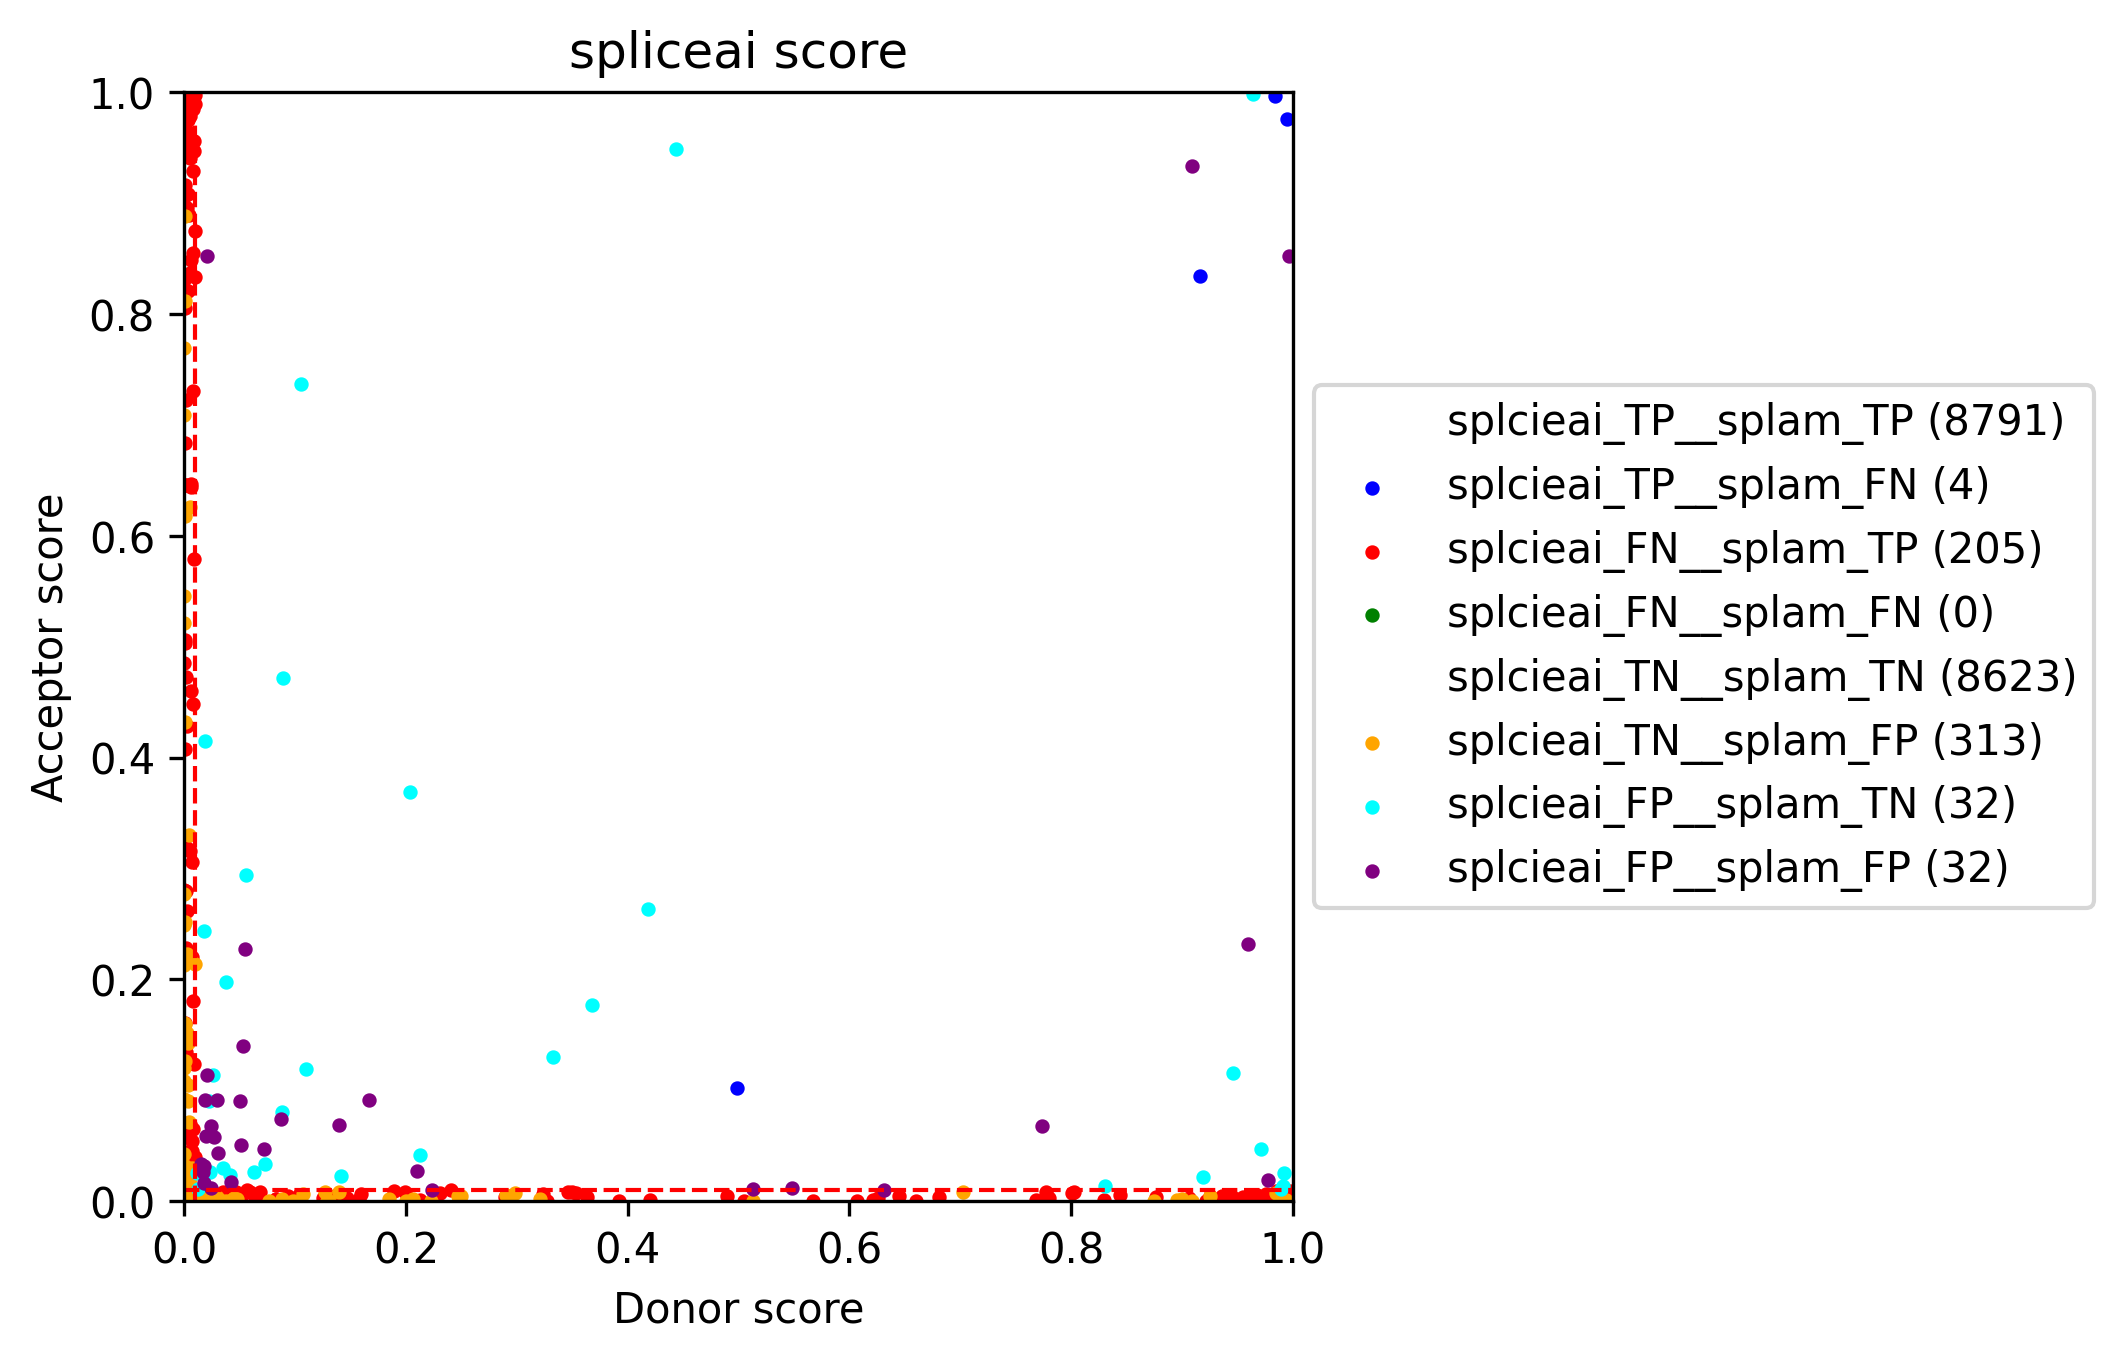 spliceai score
1.0
0.8
0.6
0.4
0.2
0.0
Acceptor score
0.0 0.2 0.4 0.6 0.8 1.0
Donor score
splcieai_TP__splam_TP (8791)
splcieai_TP__splam_FN (4)
splcieai_FN__splam_TP (205)
splcieai_FN__splam_FN (0)
splcieai_TN__splam_TN (8623)
splcieai_TN__splam_FP (313)
splcieai_FP__splam_TN (32)
splcieai_FP__splam_FP (32)